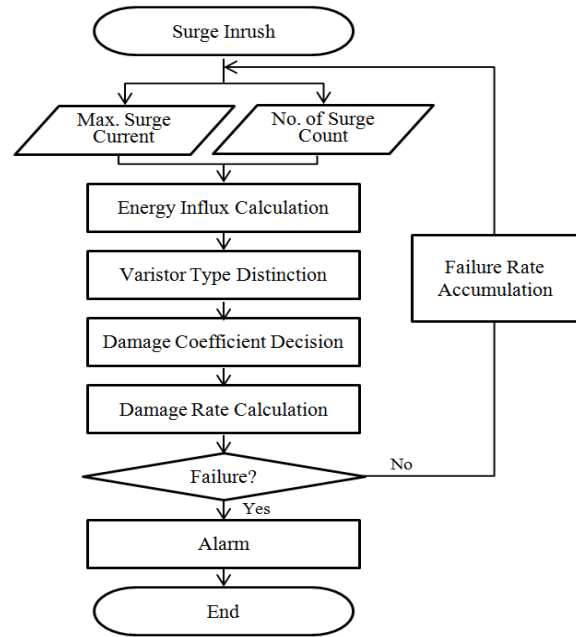 Surge Inrush
Max. Surge
Current
No. of Surge
Count
Energy Influx Calculation
Varistor Type Distinction
Failure Rate
Accumulation
Damage Coefficient Decision
Damage Rate Calculation
Failure?
No
Yes
Alarm
End